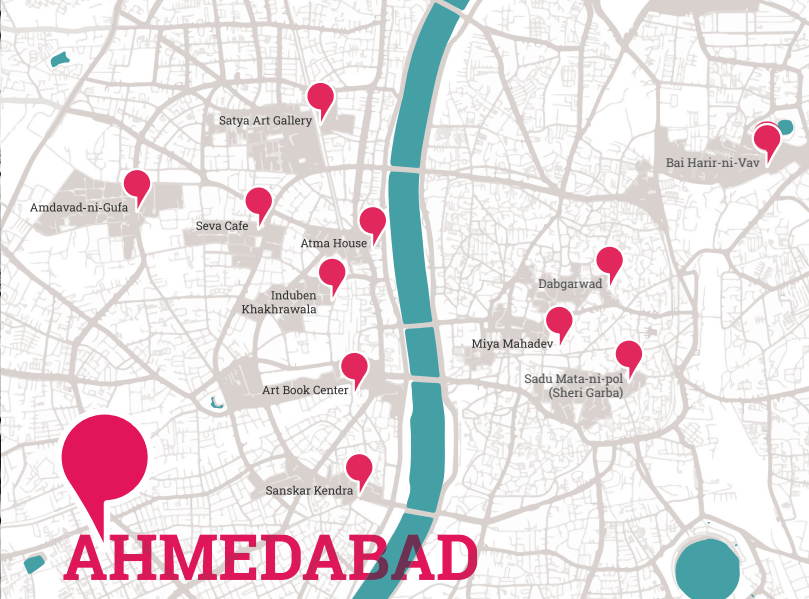 Satya Art Gallery
Bai Harir-ni-Vav
Amdavad-ni-Gufa
Seva Cafe
Atma House
Dabgarwad
Induben
Khakhrawala
Miya Mahadev
Sadu Mata-ni-pol
(Sheri Garba)
Art Book Center
Sanskar Kendra
AHMEDABAD